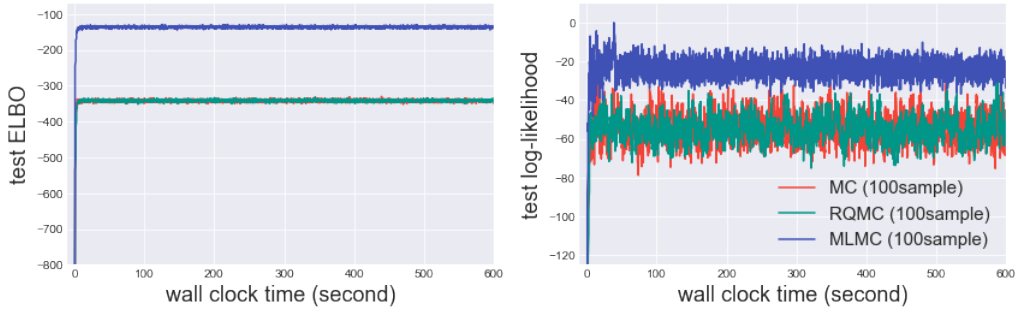 test ELBO
−100
−200
−300
−400
−500
−600
−700
−800
0 100 200 300 400 500 600
wall clock time (second)
test log-likelihood
0
−20
−40
−60
−80
−100
−120
0 100 200 300 400 500 600
wall clock time (second)
MC (100sample)
RQMC (100sample)
MLMC (100sample)